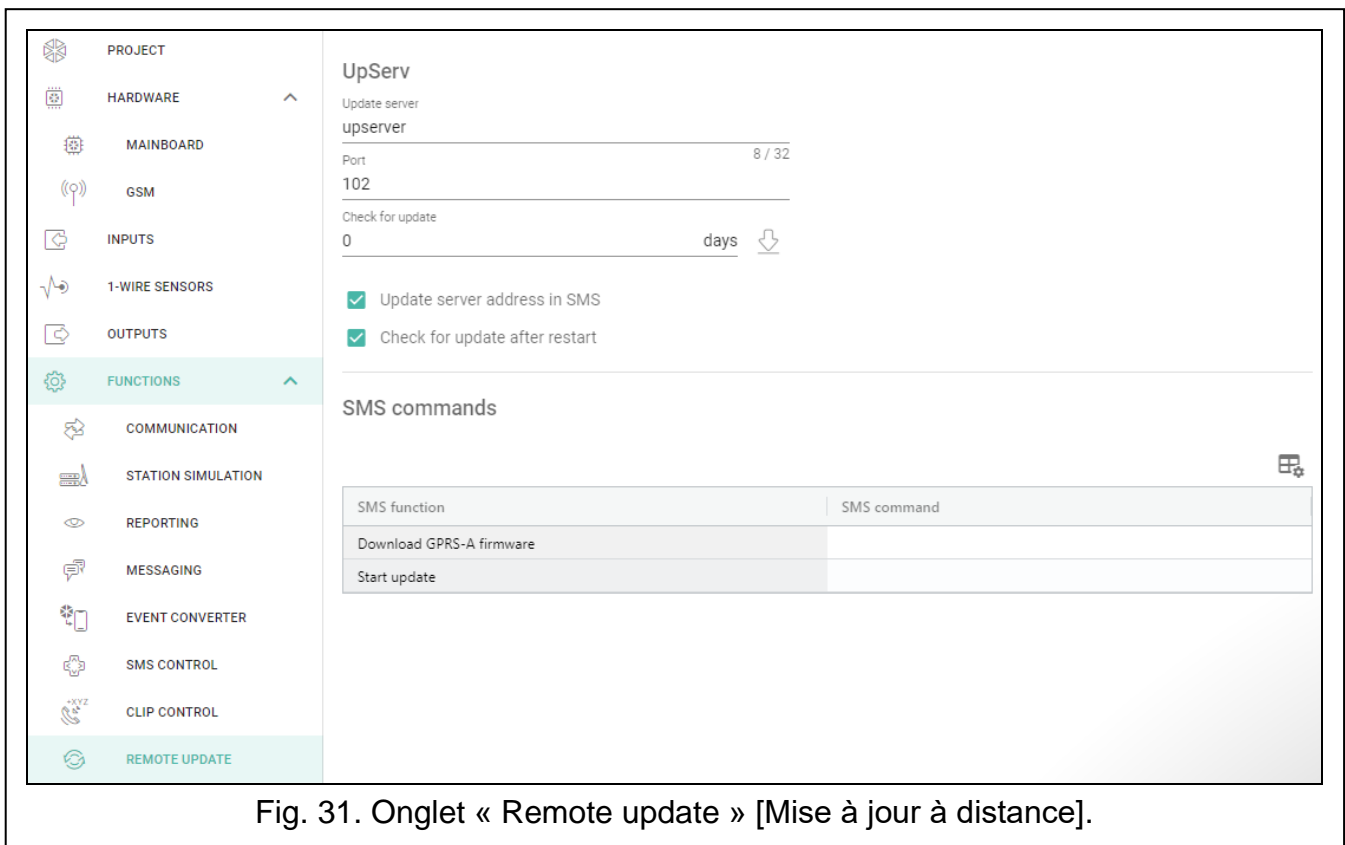 PROJECT
HARDWARE
MAINBOARD
GSM
INPUTS
1-WIRE SENSORS
OUTPUTS
FUNCTIONS
COMMUNICATION
STATION SIMULATION
REPORTING
MESSAGING
EVENT CONVERTER
SMS CONTROL
+XYZ
CLIP CONTROL
REMOTE UPDATE
UpServ
Update server
upserver
8 / 32
Port
102
Check for update
0 days
Update server address in SMS
Check for update after restart
SMS commands
SMS function SMS command
Download GPRS-A firmware
Start update
Fig. 31. Onglet « Remote update » [Mise à jour à distance].